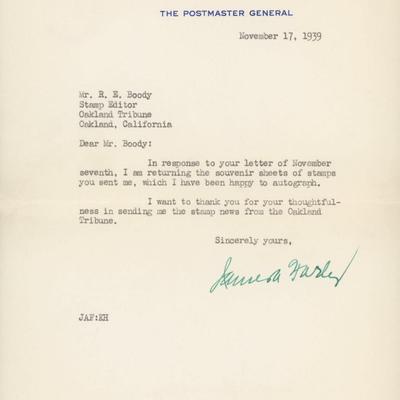 THE POSTMASTER GENERAL
November 17, 1939
Mr. R. E. Boody
Stamp Editor
Oakland Tribune
Oakland, California
Dear Mr. Boody:
In response to your letter of November
seventh, I am returning the souvenir sheets of stamps
you sent me, which I have been happy to autograph.
I want to thank you for your thoughtful-
ness in sending me the stamp news from the Oakland
Tribune.
Sincerely yours,
James A Farley
JAF:EH